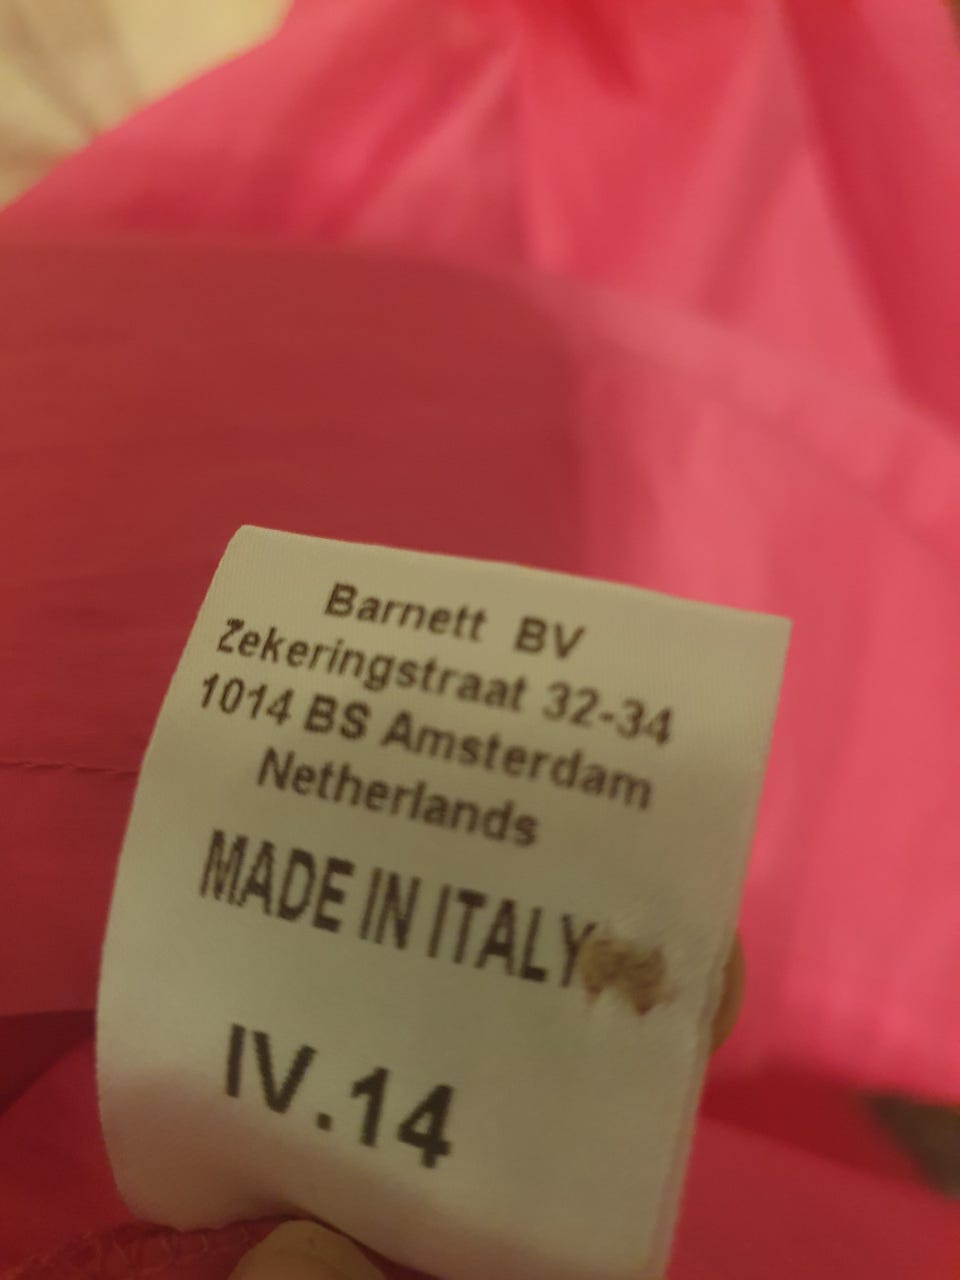 Barnett BV
Zekeringstraat 32-34
1014 BS Amsterdam
Netherlands
MADE IN ITALY
IV.14